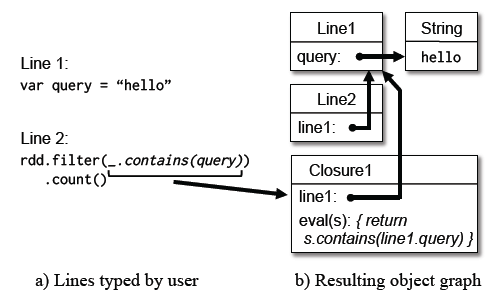 Line 1:
var query = “hello”
Line 2:
rdd.filter(_.contains(query))
.count()
a) Lines typed by user
Line1
query:
String
hello
Line2
line1:
Closure1
line1:
eval(s): { return
s.contains(line1.query) }
b) Resulting object graph